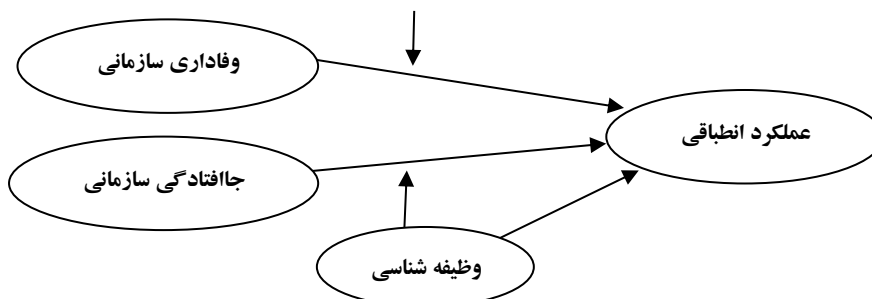 وفاداری سازمانی
عملکرد انطباقی
جاافتادگی سازمانی
وظیفه شناسی